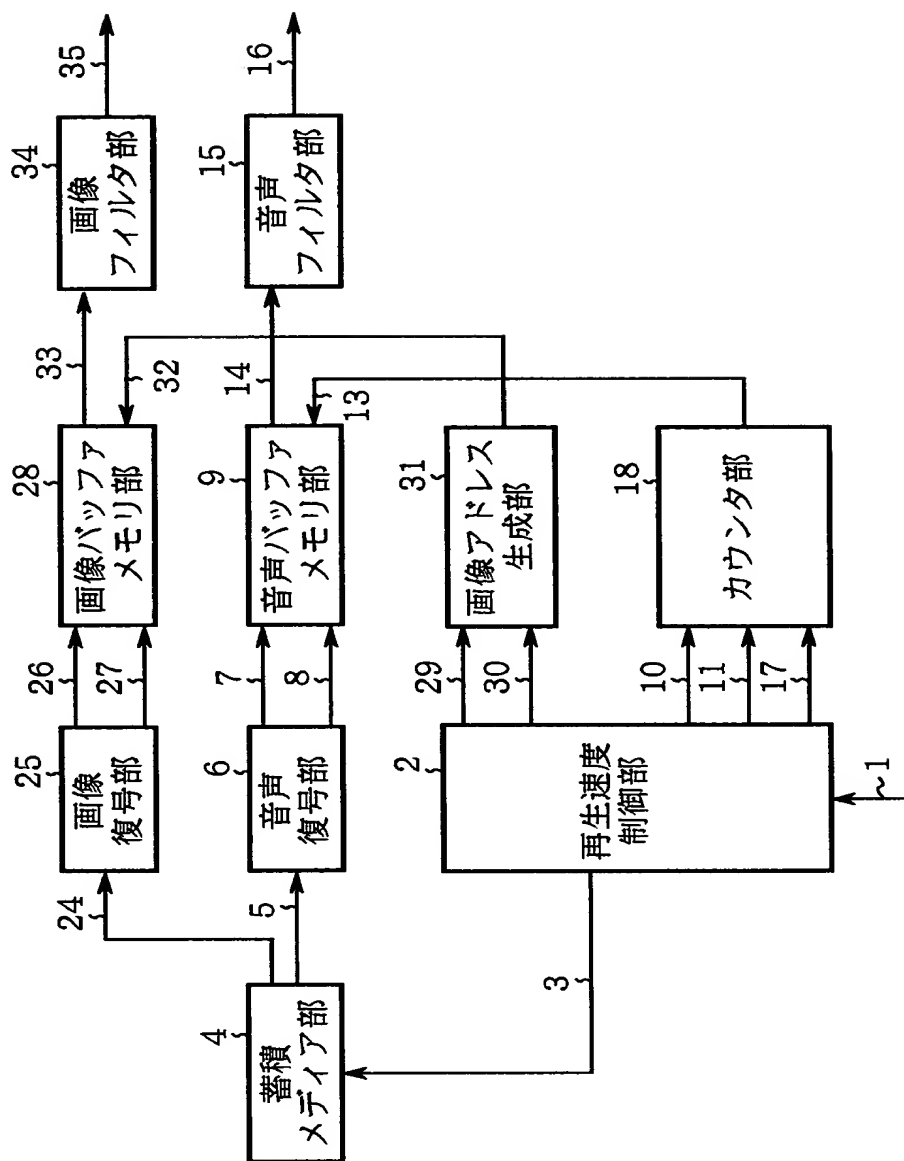 24
25
画像
復号部
26
27
28
画像バッファ
メモリ部
33
32
34
画像
フィルタ部
35
4
蓄積
メディア部
5
6
音声
復号部
7
8
9
音声バッファ
メモリ部
14
13
15
音声
フィルタ部
16
3
2
再生速度
制御部
1
29
30
31
画像アドレス
生成部
10
11
17
18
カウンタ部